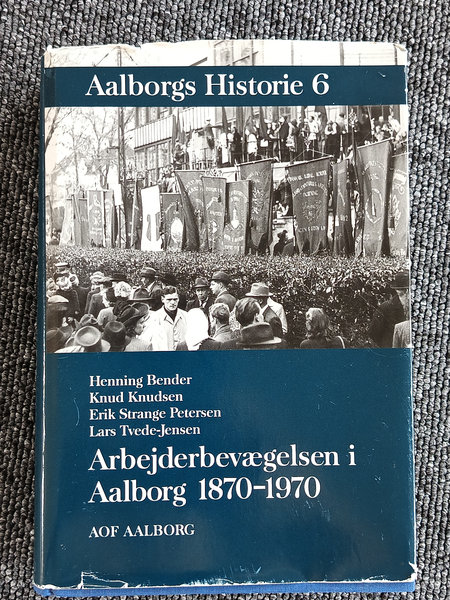 Aalborgs Historie 6
Henning Bender
Knud Knudsen
Erik Strange Petersen
Lars Tvede-Jensen
Arbejderbevægelsen i
Aalborg 1870–1970
AOF AALBORG